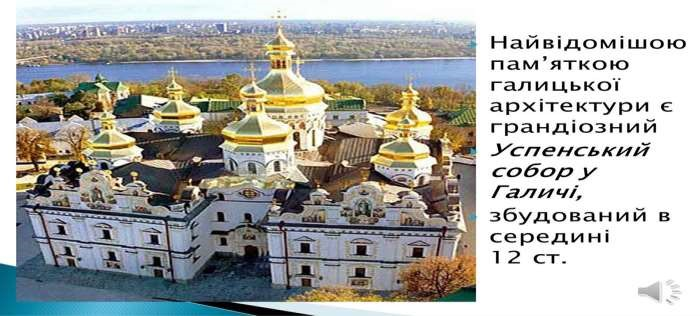 Найвідомішою
пам’яткою
галицької
архітектури є
грандіозний
Успенський
собор у
Галичі,
збудований в
середині
12 ст.